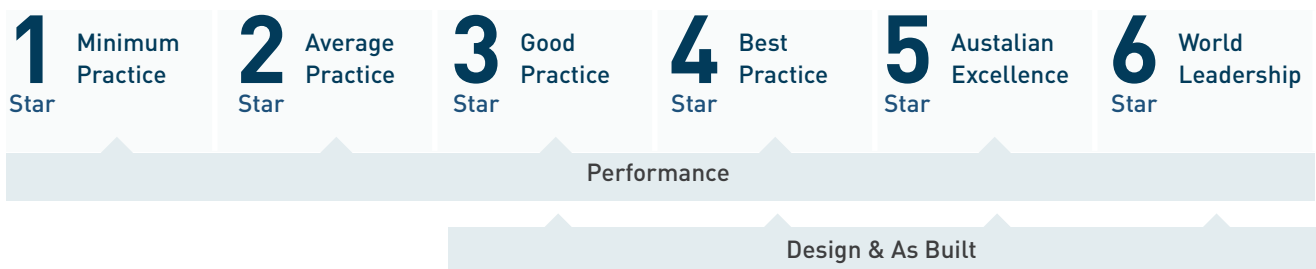 1 Star Minimum Practice
2 Star Average Practice
3 Star Good Practice
4 Star Best Practice
5 Star Austalian Excellence
6 Star World Leadership
Performance
Design & As Built